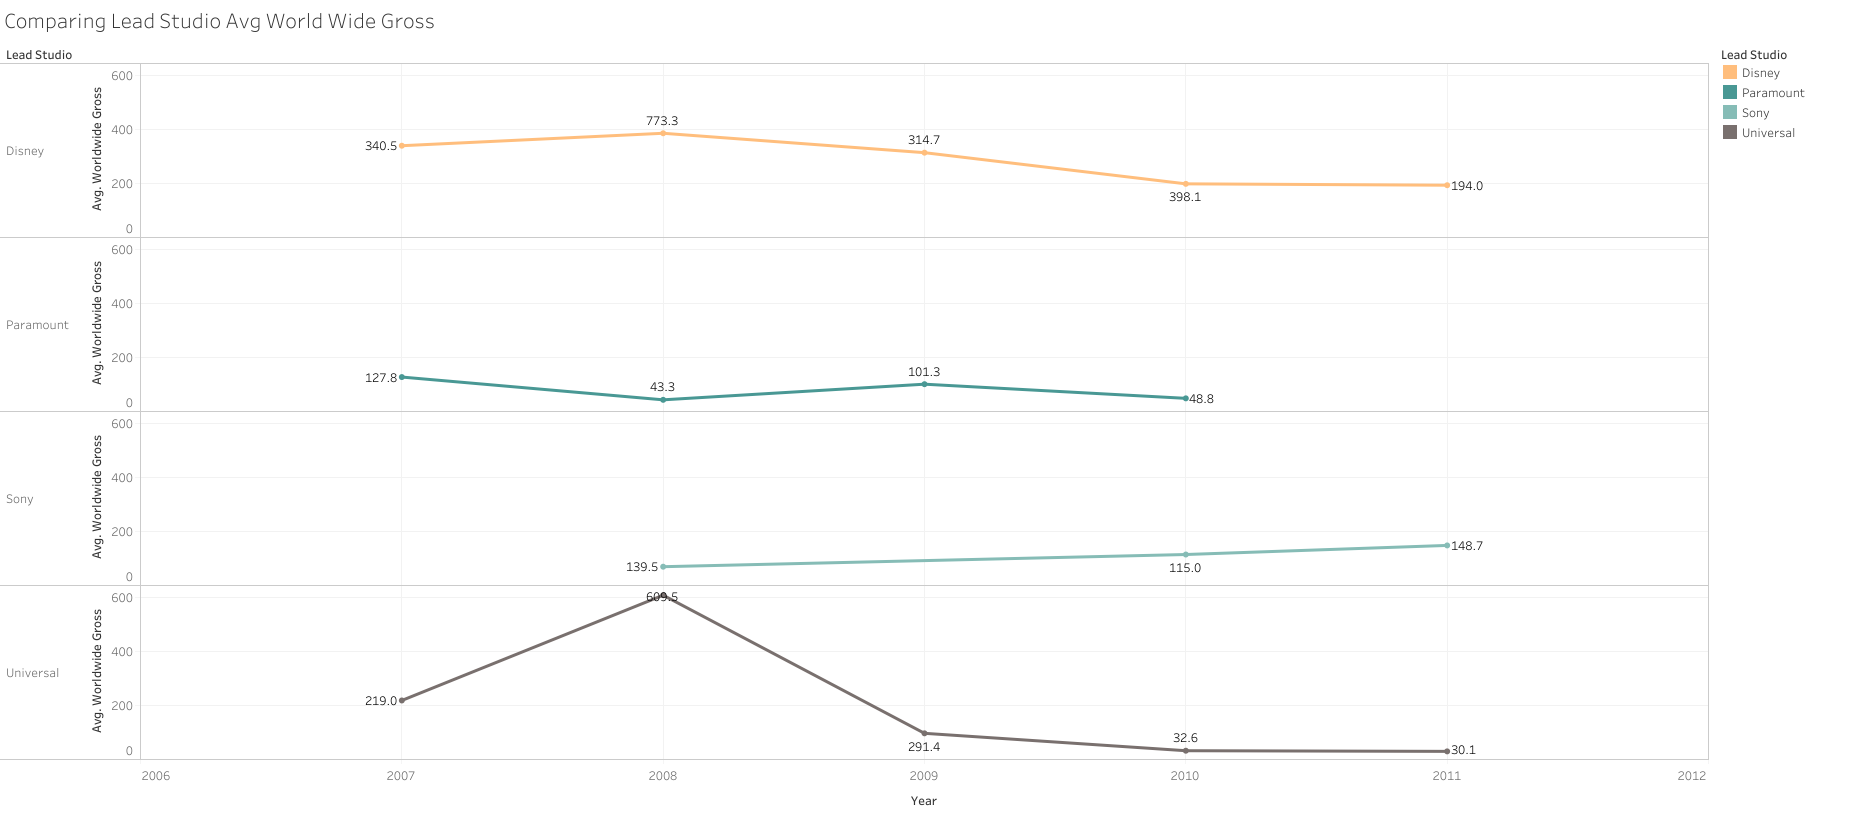 Comparing Lead Studio Avg World Wide Gross
Lead Studio
Disney
Avg. Worldwide Gross
600
400
200
0
340.5
773.3
314.7
398.1
194.0
Paramount
Avg. Worldwide Gross
600
400
200
0
127.8
43.3
101.3
48.8
Sony
Avg. Worldwide Gross
600
400
200
0
139.5
115.0
148.7
Universal
Avg. Worldwide Gross
600
400
200
0
219.0
609.5
291.4
32.6
30.1
2006
2007
2008
2009
2010
2011
2012
Year
Lead Studio
Disney
Paramount
Sony
Universal